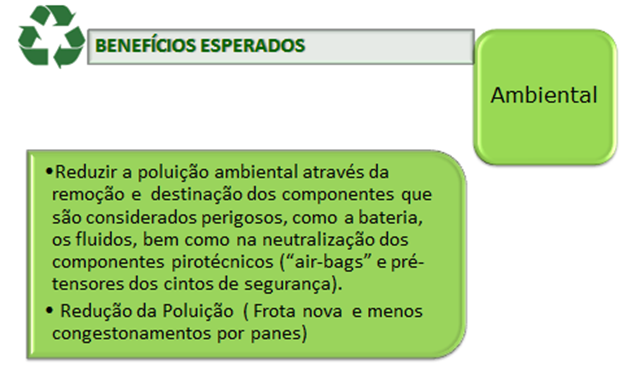 BENEFÍCIOS ESPERADOS
Ambiental
•Reduzir a poluição ambiental através da
remoção e destinação dos componentes que
são considerados perigosos, como a bateria,
os fluidos, bem como na neutralização dos
componentes pirotécnicos (“air-bags” e pré-
tensores dos cintos de segurança).
• Redução da Poluição ( Frota nova e menos
congestonamentos por panes)